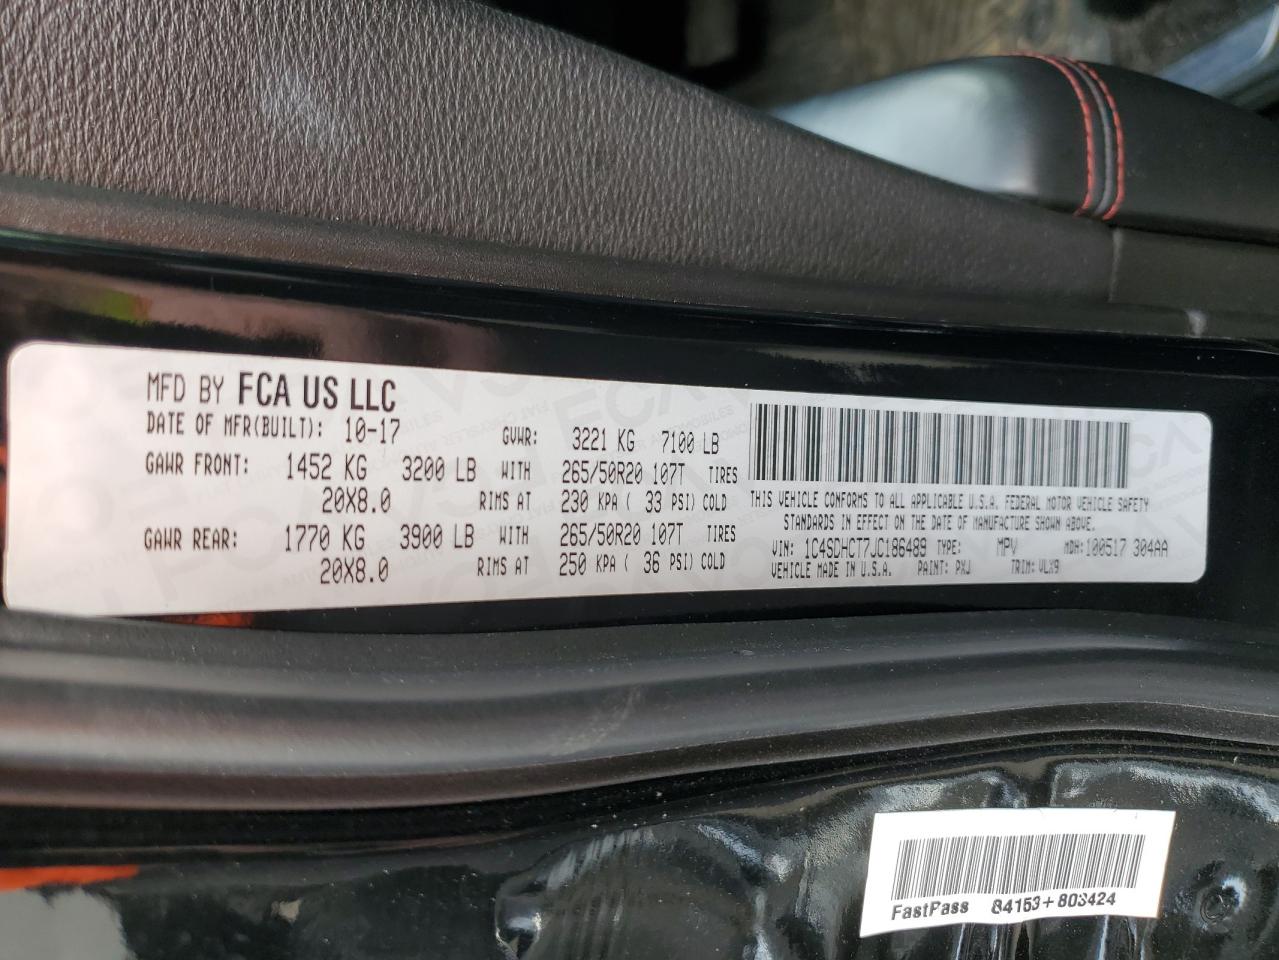 MFD BY FCA US LLC
DATE OF MFR(BUILT): 10-17 GVWR: 3221 KG 7100 LB
GAWR FRONT: 1452 KG 3200 LB WITH 265/50R20 107T TIRES
20X8.0 RIMS AT 230 KPA ( 33 PSI) COLD
GAWR REAR: 1770 KG 3900 LB WITH 265/50R20 107T TIRES
20X8.0 RIMS AT 250 KPA ( 36 PSI) COLD
THIS VEHICLE CONFORMS TO ALL APPLICABLE U.S.A. FEDERAL MOTOR VEHICLE SAFETY
STANDARDS IN EFFECT ON THE DATE OF MANUFACTURE SHOWN ABOVE.
VIN: 1C4SDHCT7JC186489 TYPE: MPV MDH: 100517 304AA
VEHICLE MADE IN U.S.A. PAINT: PXJ TRIM: VLX9
FastPass 84153+803424